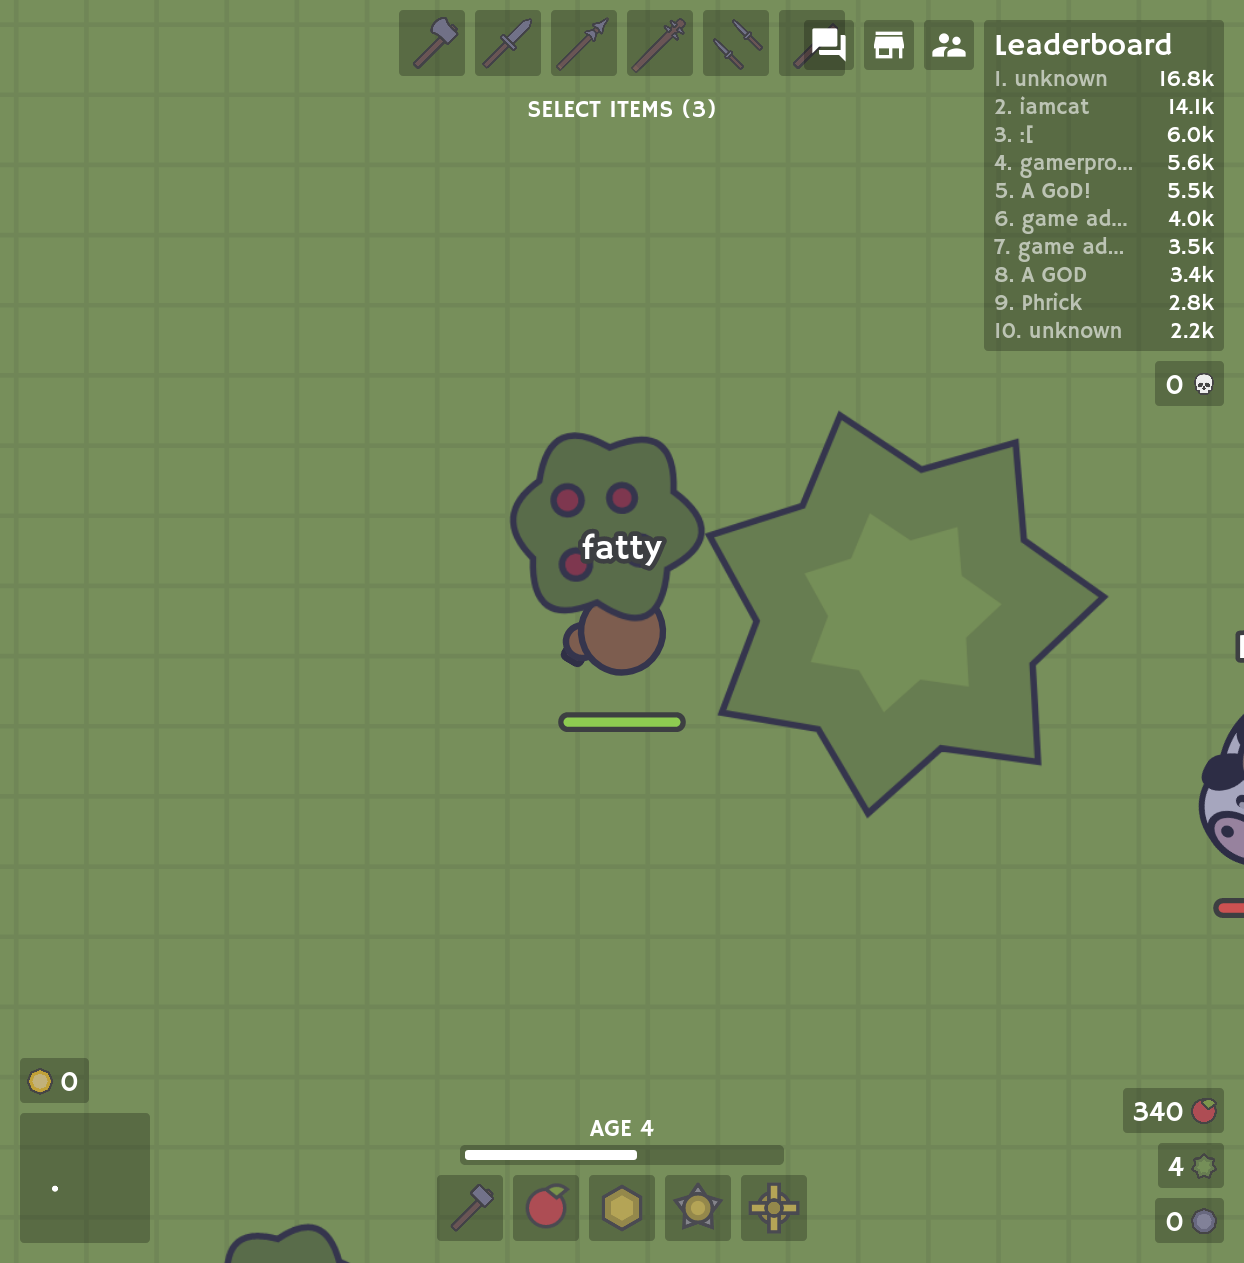 SELECT ITEMS (3)
Leaderboard
1. unknown 16.8k
2. iamcat 14.1k
3. :[ 6.0k
4. gamerpro... 5.6k
5. A GoD! 5.5k
6. game ad... 4.0k
7. game ad... 3.5k
8. A GOD 3.4k
9. Phrick 2.8k
10. unknown 2.2k
0
fatty
0
340
AGE 4
4
0